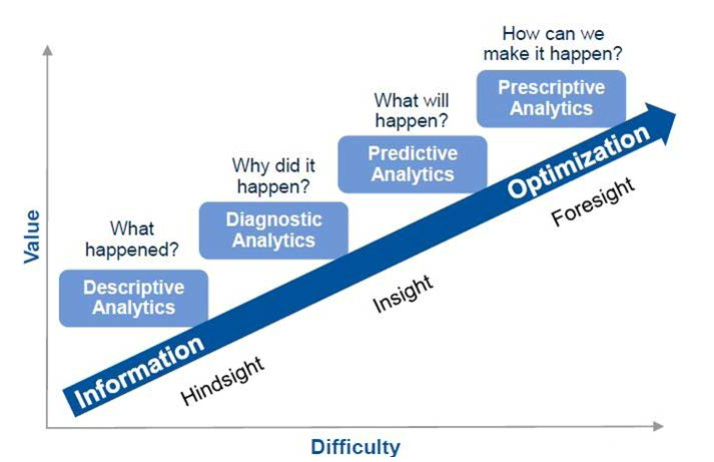 How can we
make it happen?
Prescriptive
Analytics
What will
happen?
Predictive
Analytics
Why did it
happen?
Diagnostic
Analytics
What
happened?
Descriptive
Analytics
Value
Information
Optimization
Hindsight
Insight
Foresight
Difficulty